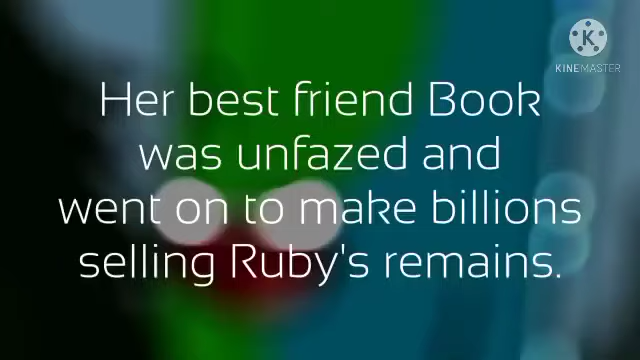 KINEMASTER
Her best friend Book
was unfazed and
went on to make billions
selling Ruby's remains.